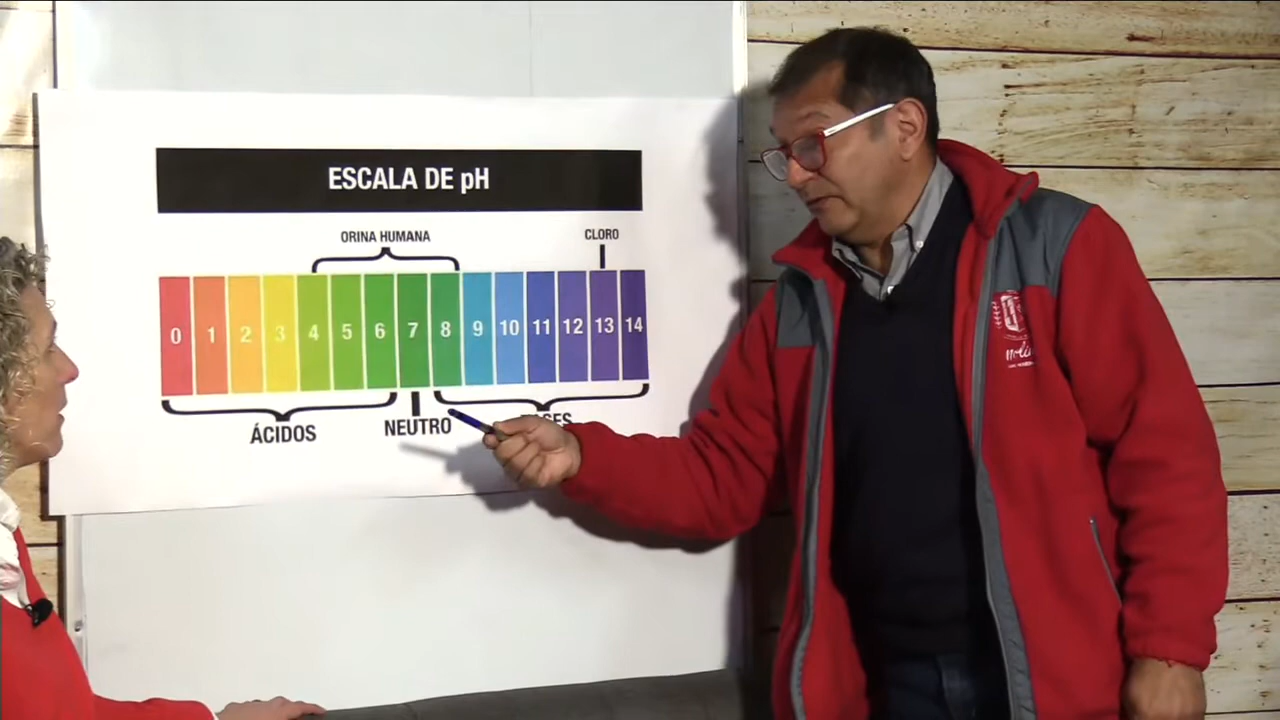 ESCALA DE pH
ORINA HUMANA
CLORO
0 1 2 3 4 5 6 7 8 9 10 11 12 13 14
ÁCIDOS
NEUTRO